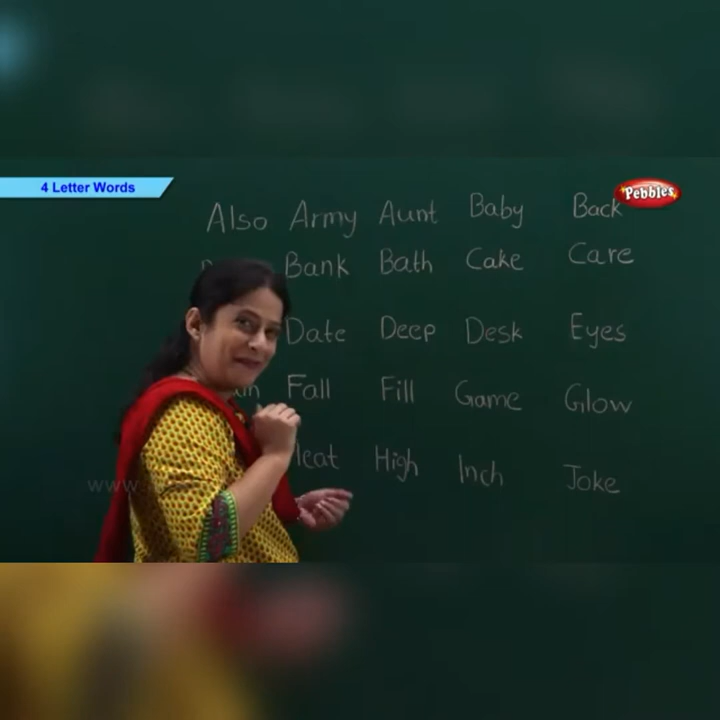 4 Letter Words
Pebbles
Also Army Aunt Baby Back
Bank Bath Cake Care
Date Deep Desk Eyes
Fall Fill Game Glow
High Inch Joke